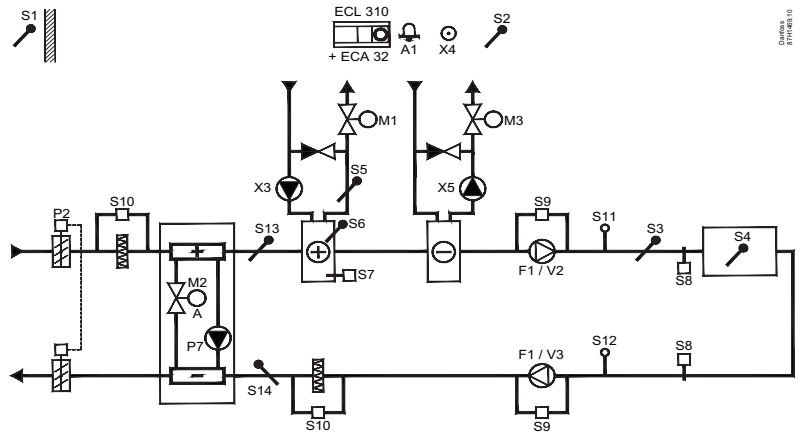 S1
ECL 310
A1
X4
S2
+ ECA 32
Danfoss
87H1469.10
M1
M3
S5
X3
X5
P2
S10
S13
S6
S9
S11
S3
S4
S7
F1 / V2
S8
M2
A
P7
S14
S10
F1 / V3
S12
S8
S9